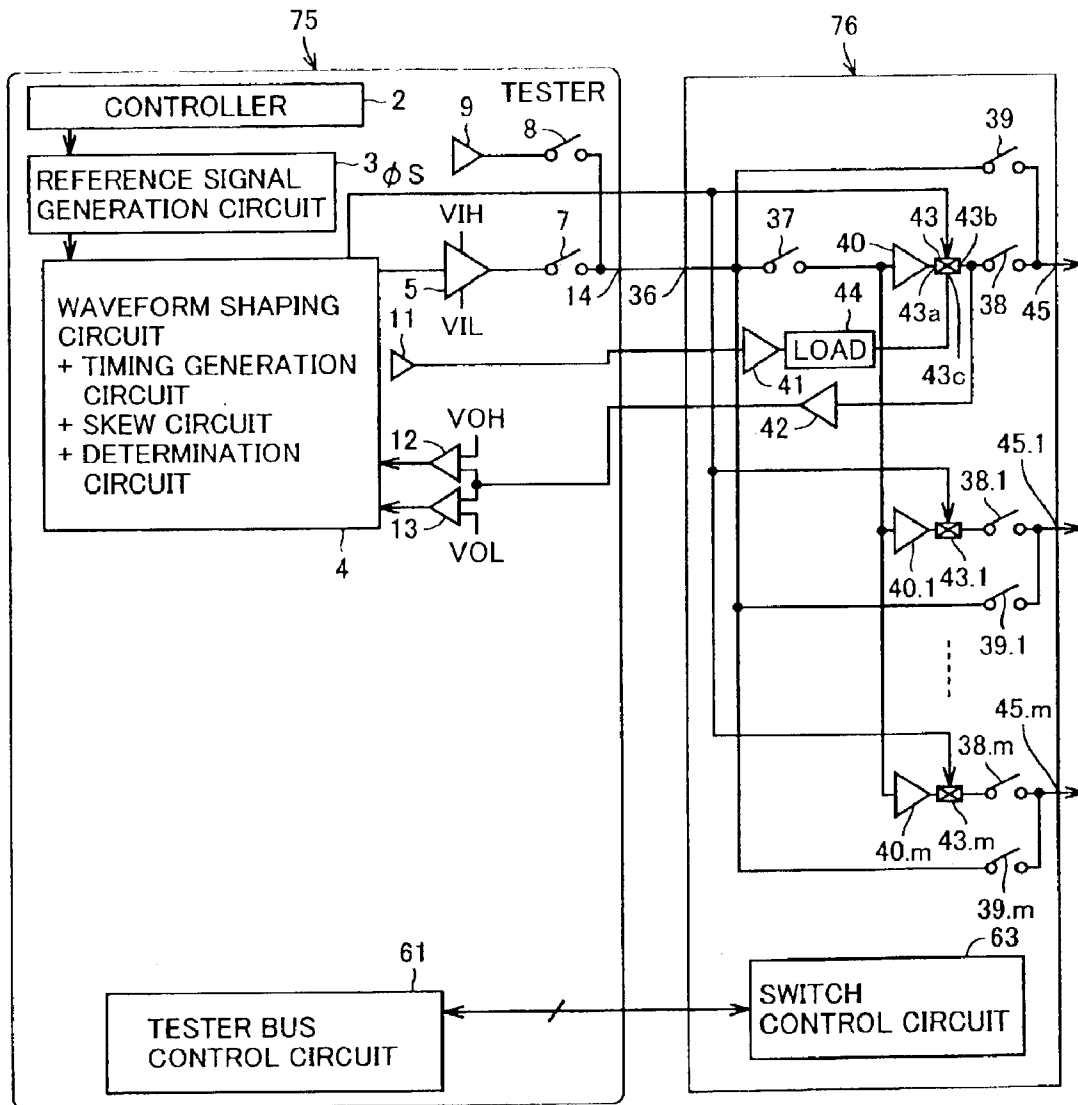 75
76
CONTROLLER
2
TESTER
9
8
39
3
ϕS
REFERENCE SIGNAL
GENERATION CIRCUIT
VIH
7
37
40
43
43b
5
14
36
43a
38
45
VIL
WAVEFORM SHAPING
CIRCUIT
+ TIMING GENERATION
CIRCUIT
+ SKEW CIRCUIT
+ DETERMINATION
CIRCUIT
11
44
LOAD
41
43c
42
VOH
12
13
VOL
4
45.1
38.1
40.1
43.1
39.1
45.m
38.m
40.m
43.m
39.m
61
63
TESTER BUS
CONTROL CIRCUIT
SWITCH
CONTROL CIRCUIT